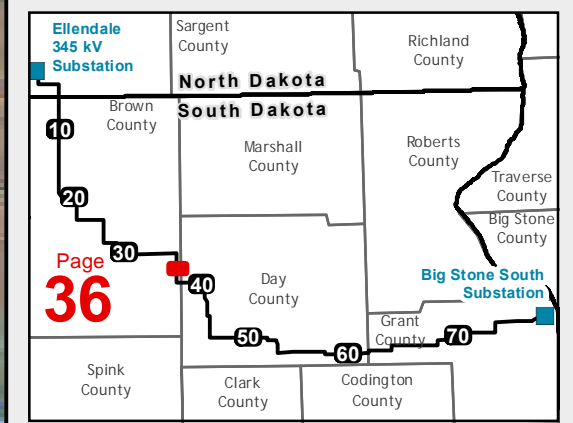 Ellendale
345 kV
Substation
Sargent
County
Richland
County
North Dakota
South Dakota
Brown
County
10
Marshall
County
Roberts
County
Traverse
County
20
Big Stone
County
30
Page
36
40
Day
County
Big Stone South
Substation
50
60
Grant
County
70
Spink
County
Clark
County
Codington
County